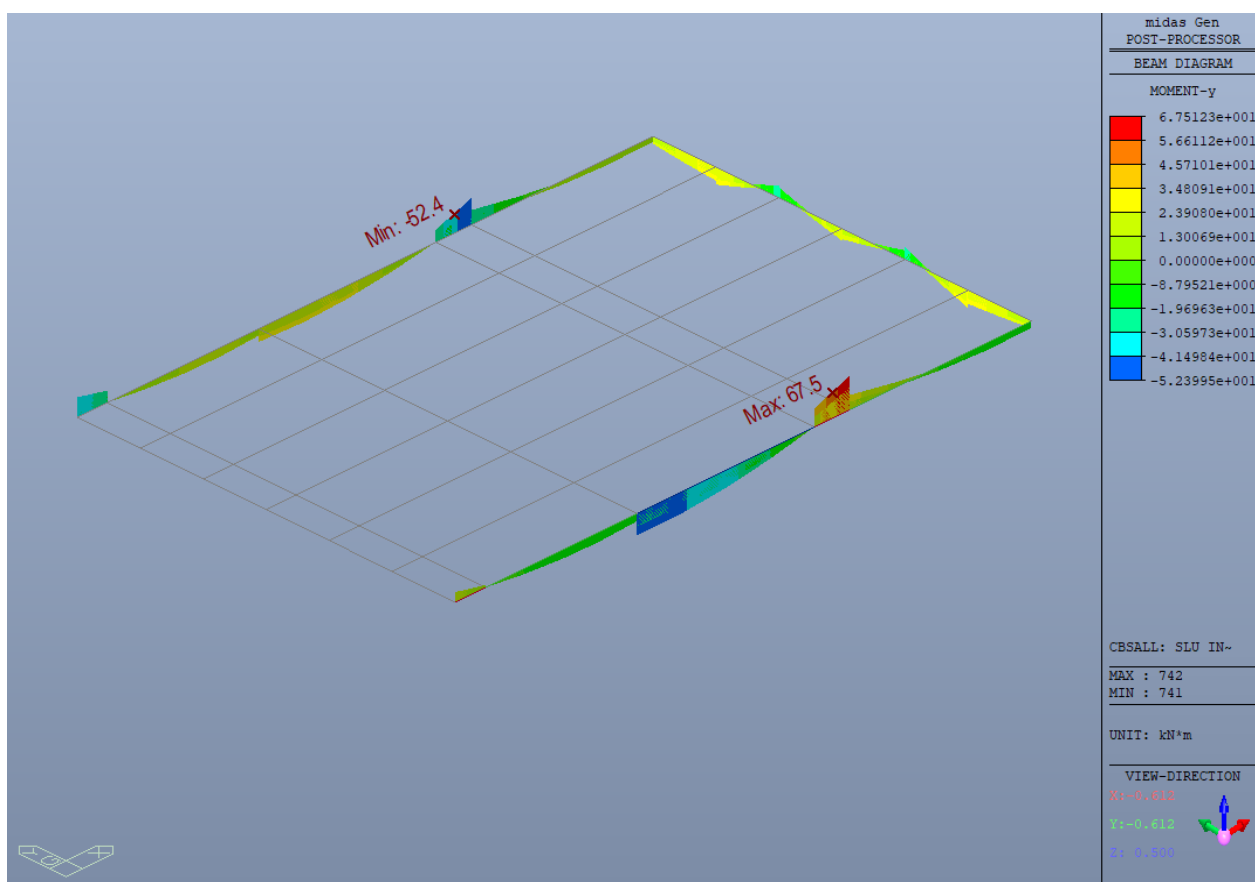 midas Gen
POST-PROCESSOR
BEAM DIAGRAM
MOMENT-y
6.75123e+001
5.66112e+001
4.57101e+001
3.48091e+001
2.39080e+001
1.30069e+001
0.00000e+000
-8.79521e+000
-1.96963e+001
-3.05973e+001
-4.14984e+001
-5.23995e+001
Min: -52.4
Max: 67.5
CBSALL: SLU IN~
MAX : 742
MIN : 741
UNIT: kN*m
VIEW-DIRECTION
X:-0.612
Y:-0.612
Z: 0.500